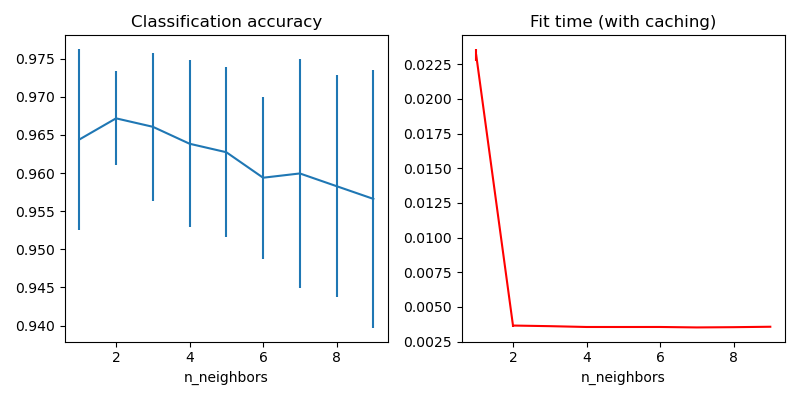 Classification accuracy
0.975
0.970
0.965
0.960
0.955
0.950
0.945
0.940
2 4 6 8
n_neighbors
Fit time (with caching)
0.0225
0.0200
0.0175
0.0150
0.0125
0.0100
0.0075
0.0050
0.0025
2 4 6 8
n_neighbors